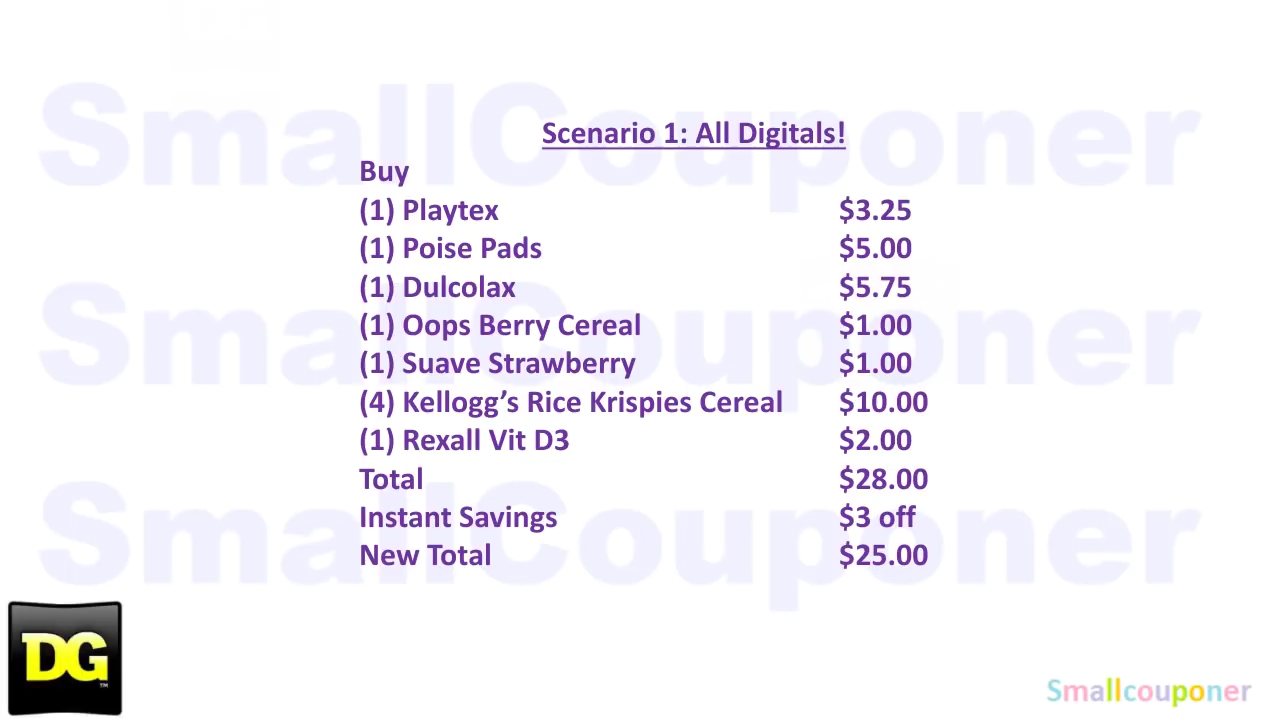 SmallCouponer
Scenario 1: All Digitals!
Buy
(1) Playtex $3.25
(1) Poise Pads $5.00
(1) Dulcolax $5.75
SmallCouponer
(1) Oops Berry Cereal $1.00
(1) Suave Strawberry $1.00
(4) Kellogg’s Rice Krispies Cereal $10.00
(1) Rexall Vit D3 $2.00
Total $28.00
SmallCouponer
Instant Savings $3 off
New Total $25.00
DG™
Smallcouponer